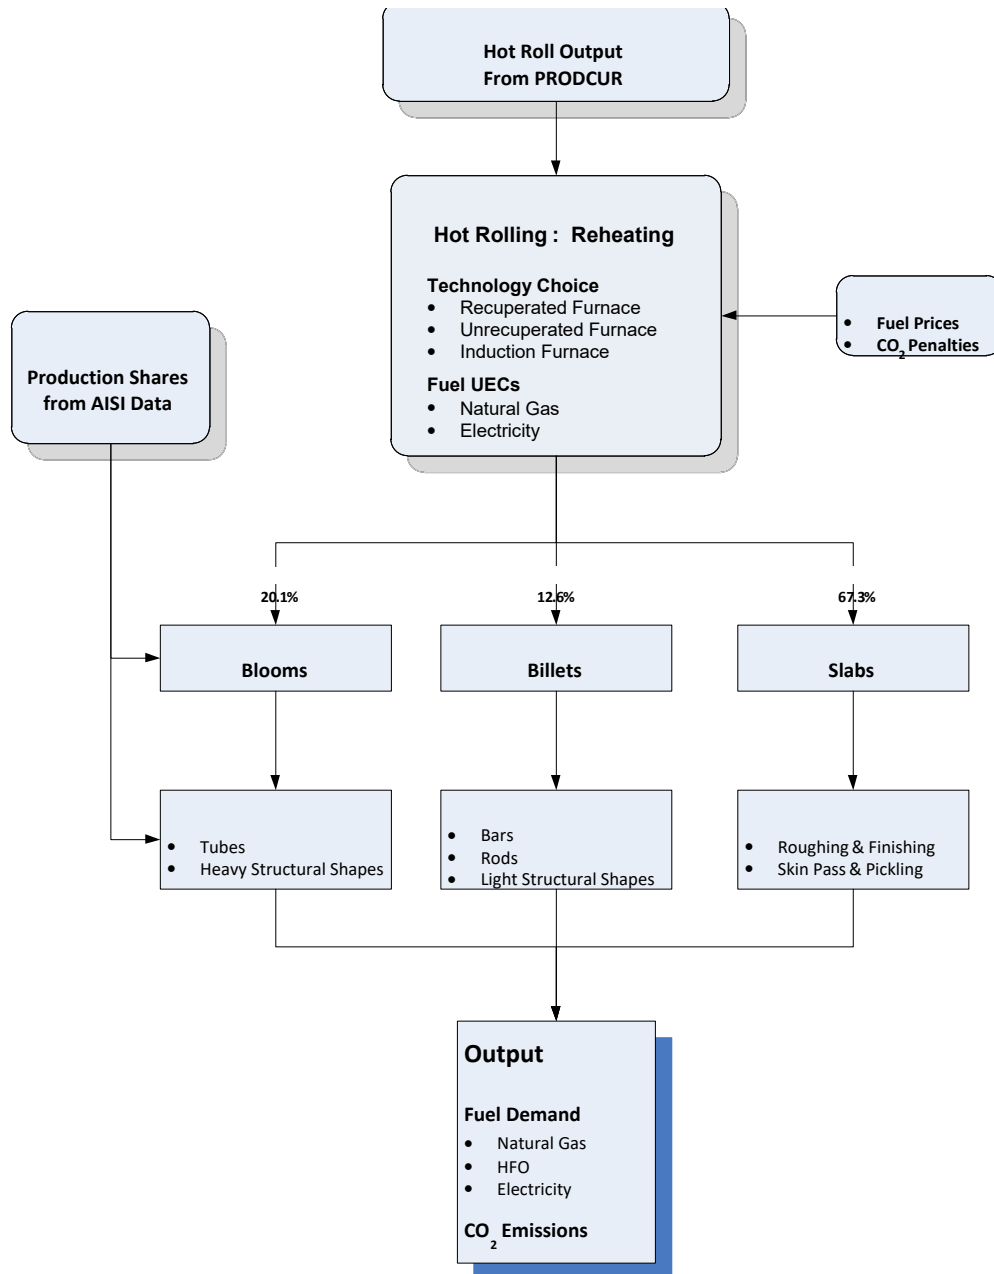 Hot Roll Output
From PRODCUR
Hot Rolling : Reheating
Technology Choice
• Recuperated Furnace
• Unrecuperated Furnace
• Induction Furnace
Fuel UECs
• Natural Gas
• Electricity
• Fuel Prices
• CO2 Penalties
Production Shares
from AISI Data
20.1%
12.6%
67.3%
Blooms
Billets
Slabs
• Tubes
• Heavy Structural Shapes
• Bars
• Rods
• Light Structural Shapes
• Roughing & Finishing
• Skin Pass & Pickling
Output
Fuel Demand
• Natural Gas
• HFO
• Electricity
CO2 Emissions